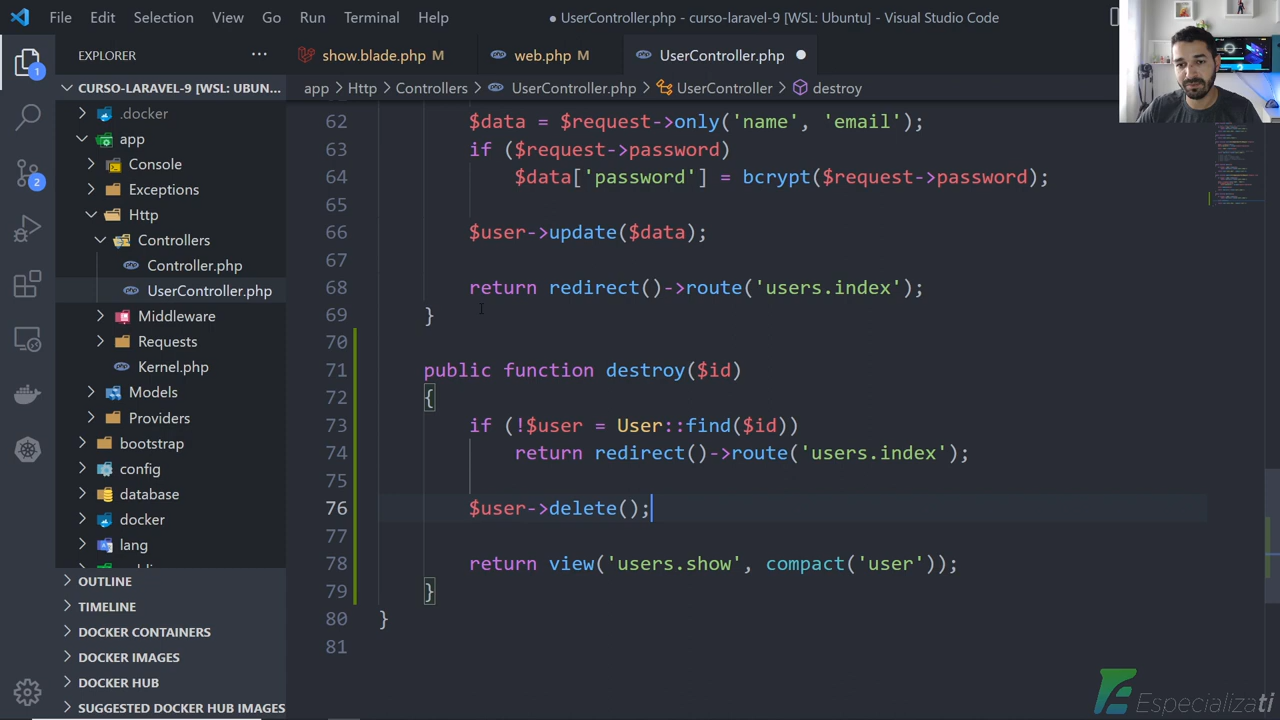 File Edit Selection View Go Run Terminal Help
● UserController.php - curso-laravel-9 [WSL: Ubuntu] - Visual Studio Code
EXPLORER ···
show.blade.php M
web.php M
UserController.php ●
CURSO-LARAVEL-9 [WSL: UBUN...
app > Http > Controllers > UserController.php > UserController > destroy
.docker
app
Console
Exceptions
Http
Controllers
Controller.php
UserController.php
Middleware
Requests
Kernel.php
Models
Providers
bootstrap
config
database
docker
lang
OUTLINE
TIMELINE
DOCKER CONTAINERS
DOCKER IMAGES
DOCKER HUB
SUGGESTED DOCKER HUB IMAGES
1
2
62 $data = $request->only('name', 'email');
63 if ($request->password)
64 $data['password'] = bcrypt($request->password);
65
66 $user->update($data);
67
68 return redirect()->route('users.index');
69 }
70
71 public function destroy($id)
72 {
73 if (!$user = User::find($id))
74 return redirect()->route('users.index');
75
76 $user->delete();
77
78 return view('users.show', compact('user'));
79 }
80 }
81
Especializati